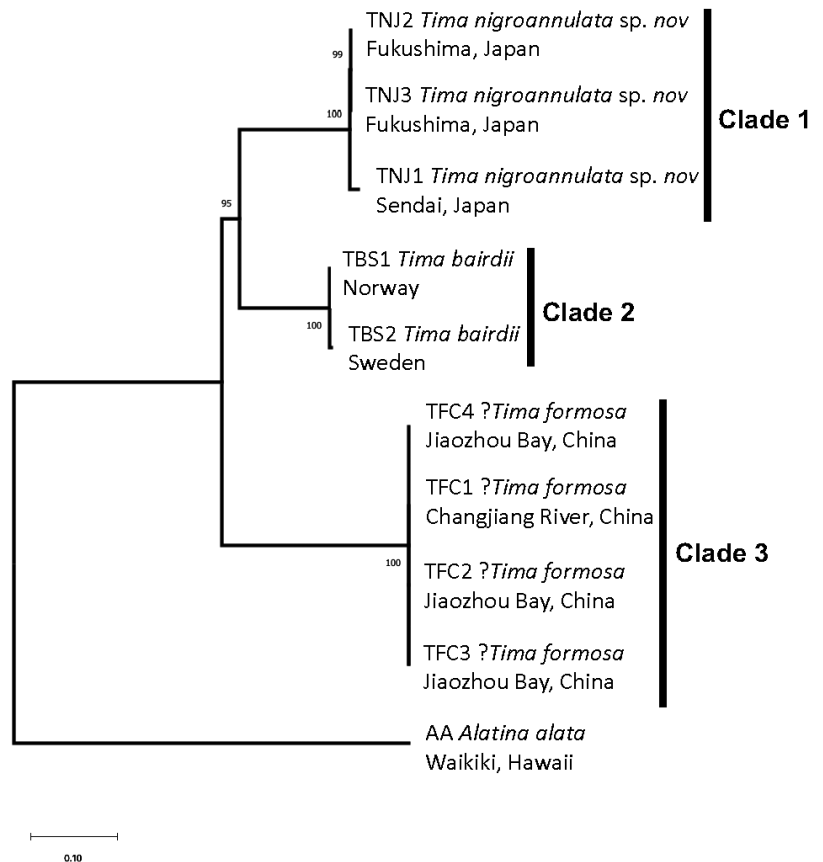 TNJ2 Tima nigroannulata sp. nov
Fukushima, Japan
99
TNJ3 Tima nigroannulata sp. nov
Fukushima, Japan
100
Clade 1
TNJ1 Tima nigroannulata sp. nov
Sendai, Japan
95
TBS1 Tima bairdii
Norway
Clade 2
100
TBS2 Tima bairdii
Sweden
TFC4 ?Tima formosa
Jiaozhou Bay, China
TFC1 ?Tima formosa
Changjiang River, China
Clade 3
100
TFC2 ?Tima formosa
Jiaozhou Bay, China
TFC3 ?Tima formosa
Jiaozhou Bay, China
AA Alatina alata
Waikiki, Hawaii
0.10